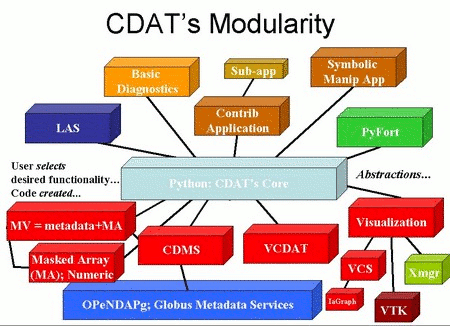 CDAT's Modularity
Basic
Diagnostics
Sub-app
Symbolic
Manip App
Contrib
Application
LAS
PyFort
User selects
desired functionality...
Code created...
Python: CDAT's Core
Abstractions...
MV = metadata+MA
Visualization
Masked Array
(MA); Numeric
CDMS
VCDAT
VCS
Xmgr
IaGraph
VTK
OPeNDAPg; Globus Metadata Services